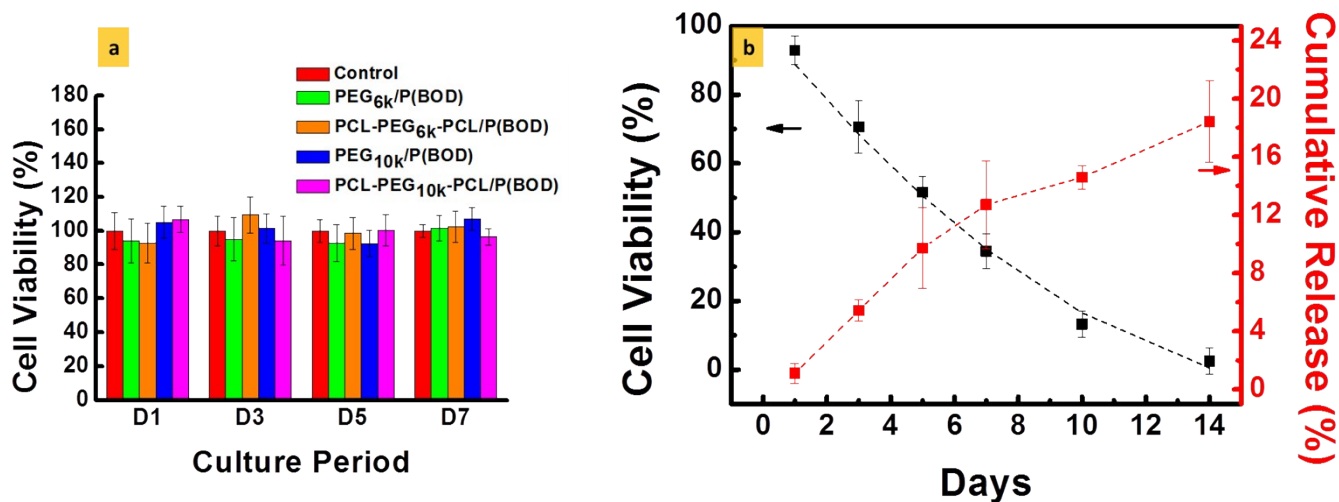 a
Control
PEG6k/P(BOD)
PCL-PEG6k-PCL/P(BOD)
PEG10k/P(BOD)
PCL-PEG10k-PCL/P(BOD)
180
160
140
120
100
80
60
40
20
0
Cell Viability (%)
D1 D3 D5 D7
Culture Period
b
100
80
60
40
20
0
Cell Viability (%)
24
20
16
12
8
4
0
Cumulative Release (%)
0 2 4 6 8 10 12 14
Days